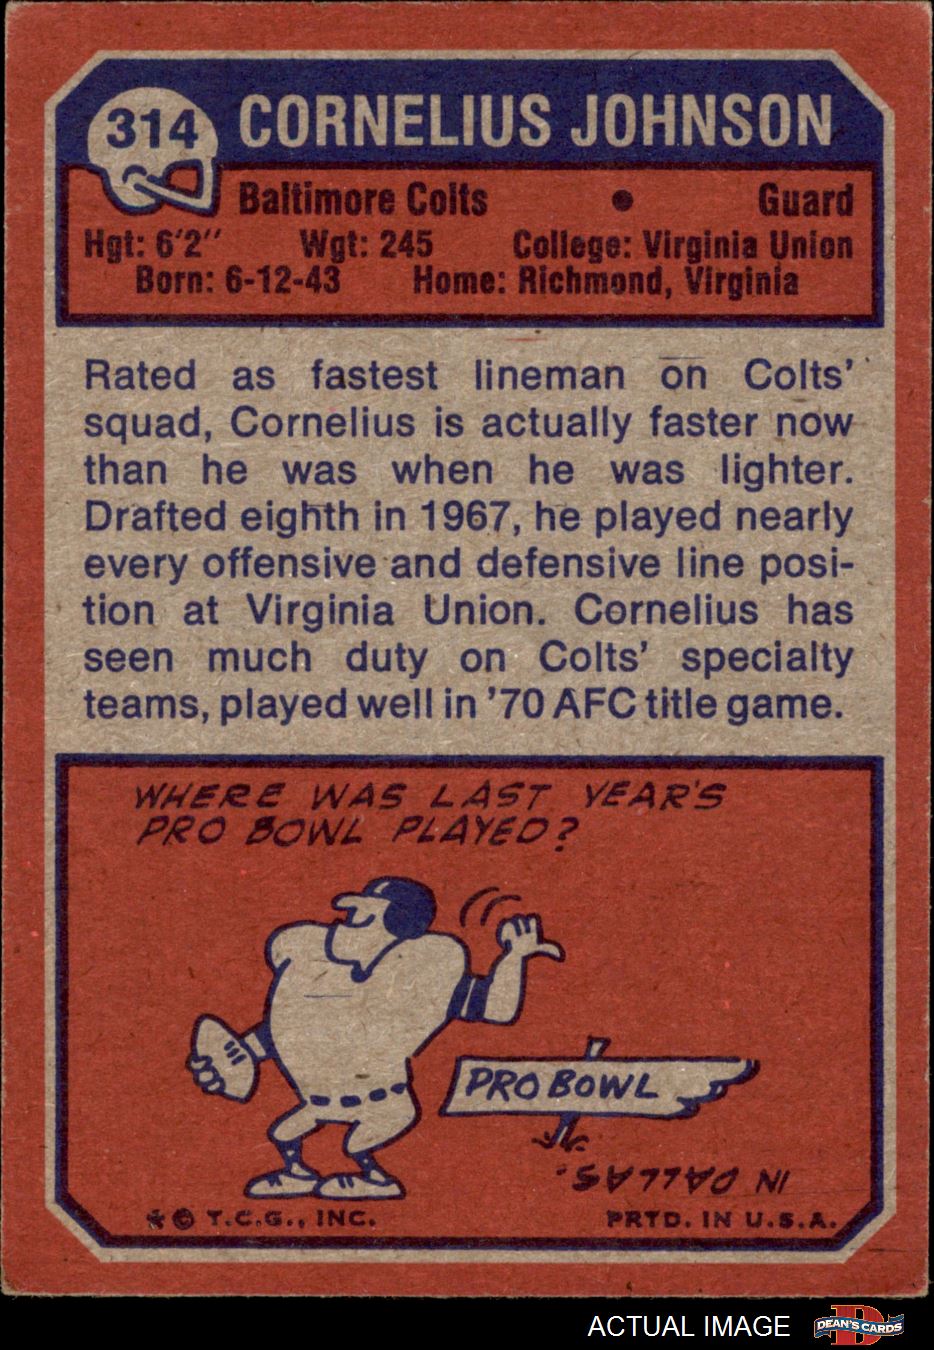 314 CORNELIUS JOHNSON
Baltimore Colts • Guard
Hgt: 6'2" Wgt: 245 College: Virginia Union
Born: 6-12-43 Home: Richmond, Virginia
Rated as fastest lineman on Colts'
squad, Cornelius is actually faster now
than he was when he was lighter.
Drafted eighth in 1967, he played nearly
every offensive and defensive line posi-
tion at Virginia Union. Cornelius has
seen much duty on Colts' specialty
teams, played well in '70 AFC title game.
WHERE WAS LAST YEAR'S
PRO BOWL PLAYED?
PRO BOWL
IN DALLAS.
* © T.C.G., INC. PRTD. IN U.S.A.
ACTUAL IMAGE DEAN'S CARDS